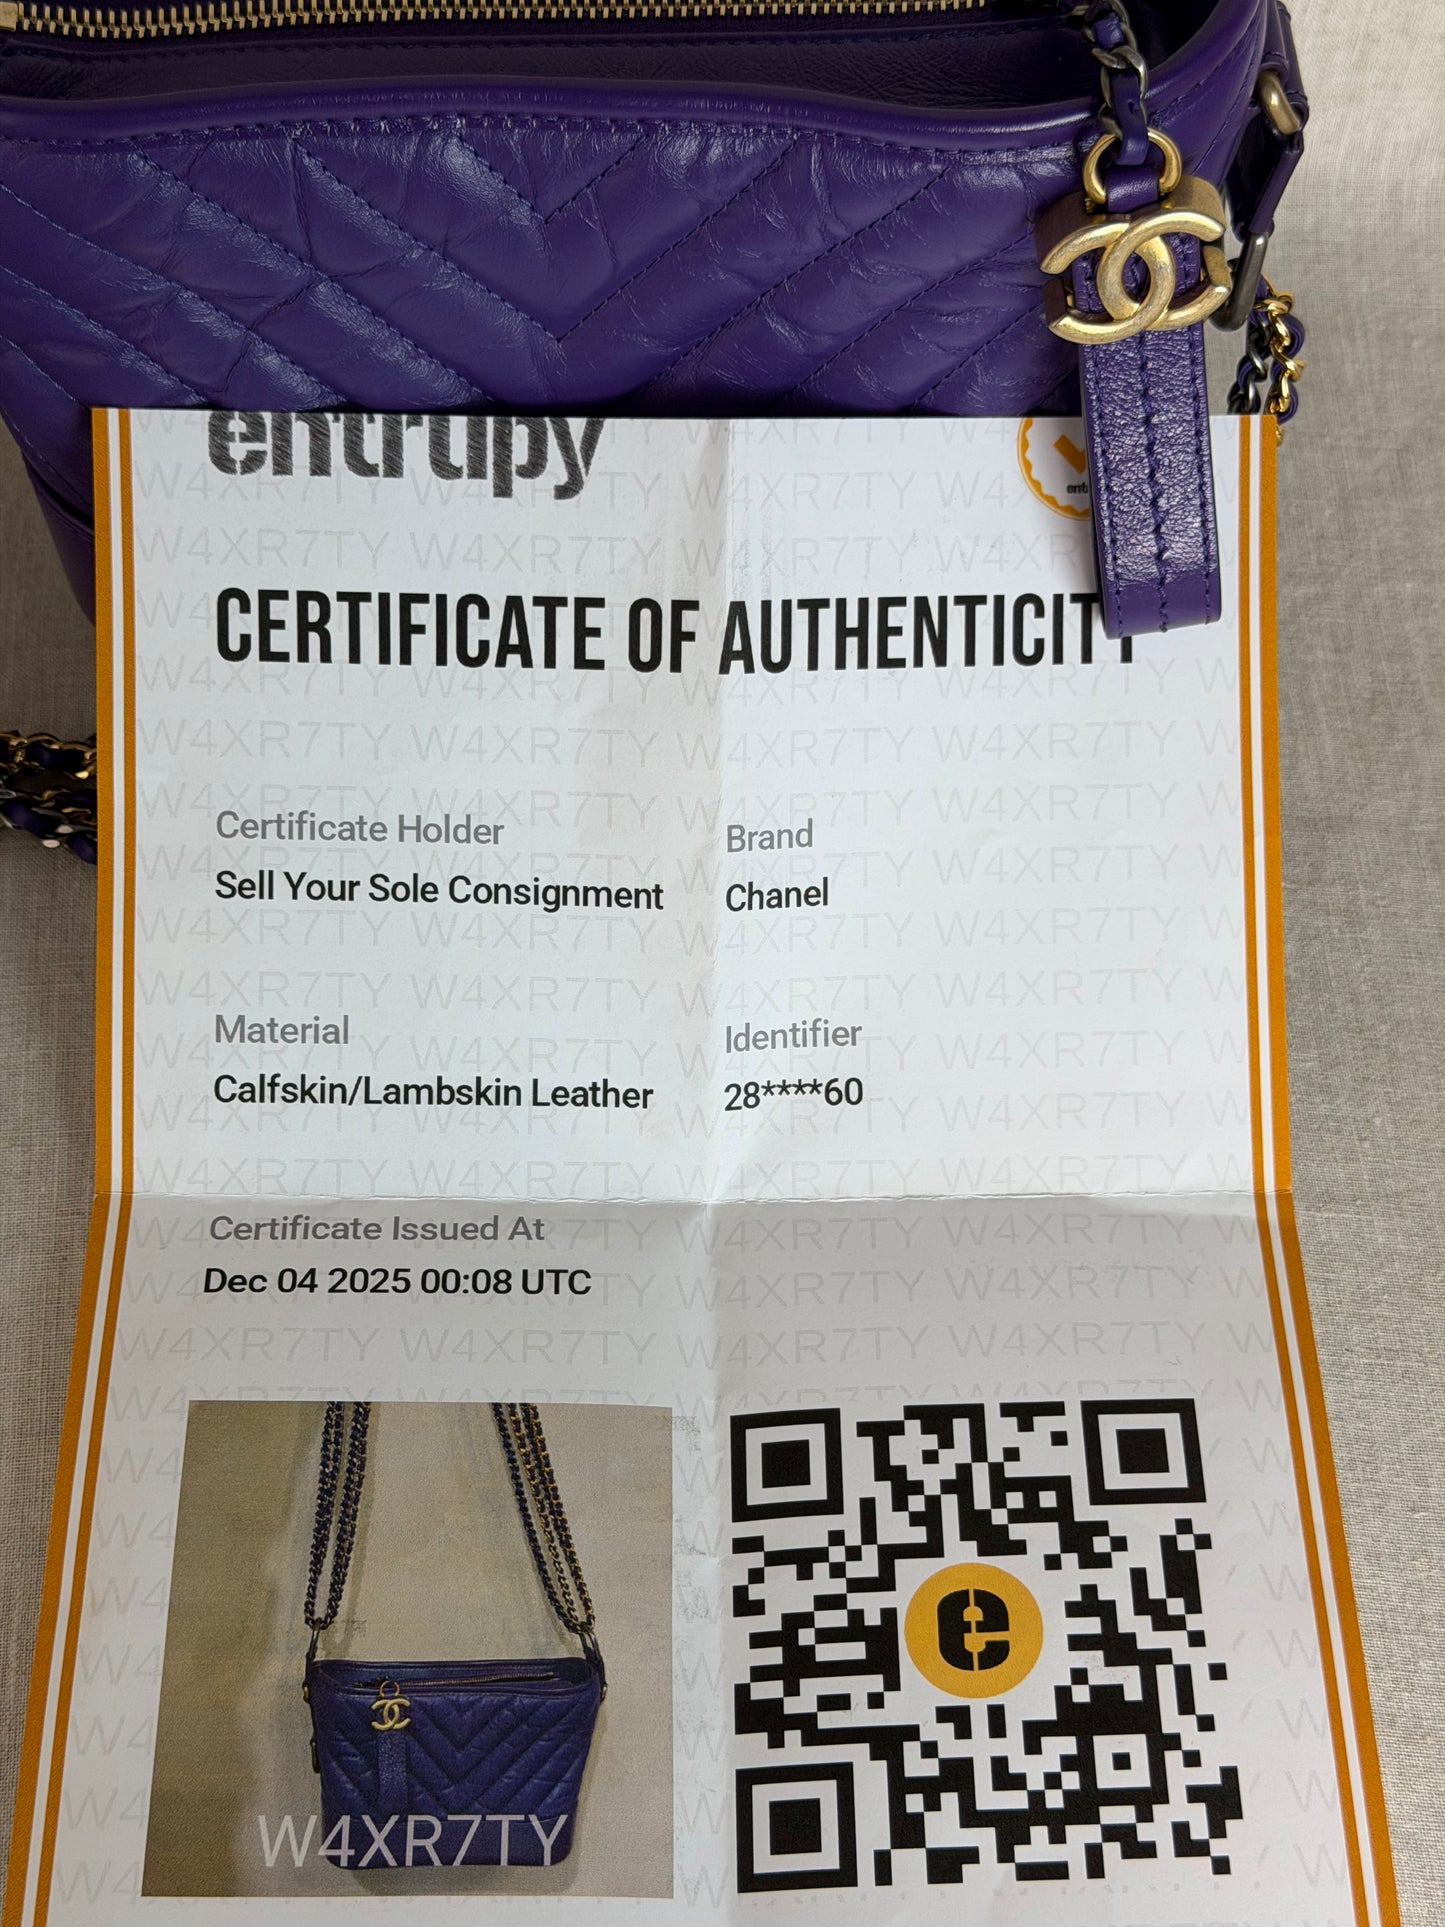 entrupy
CERTIFICATE OF AUTHENTICITY
Certificate Holder
Sell Your Sole Consignment
Brand
Chanel
Material
Calfskin/Lambskin Leather
Identifier
28****60
Certificate Issued At
Dec 04 2025 00:08 UTC
W4XR7TY
e